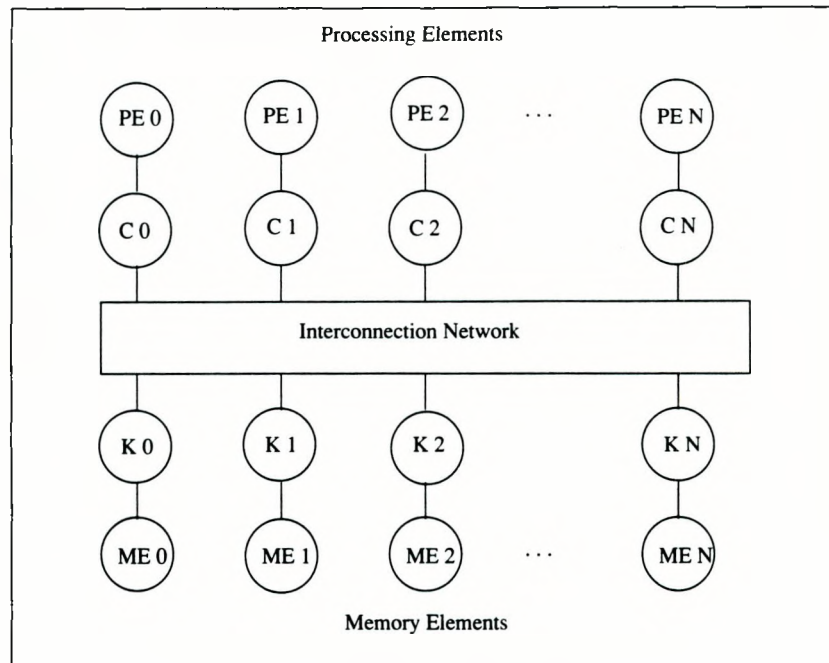 Processing Elements
PE 0 PE 1 PE 2 ... PE N
C 0 C 1 C 2 C N
Interconnection Network
K 0 K 1 K 2 K N
ME 0 ME 1 ME 2 ... ME N
Memory Elements